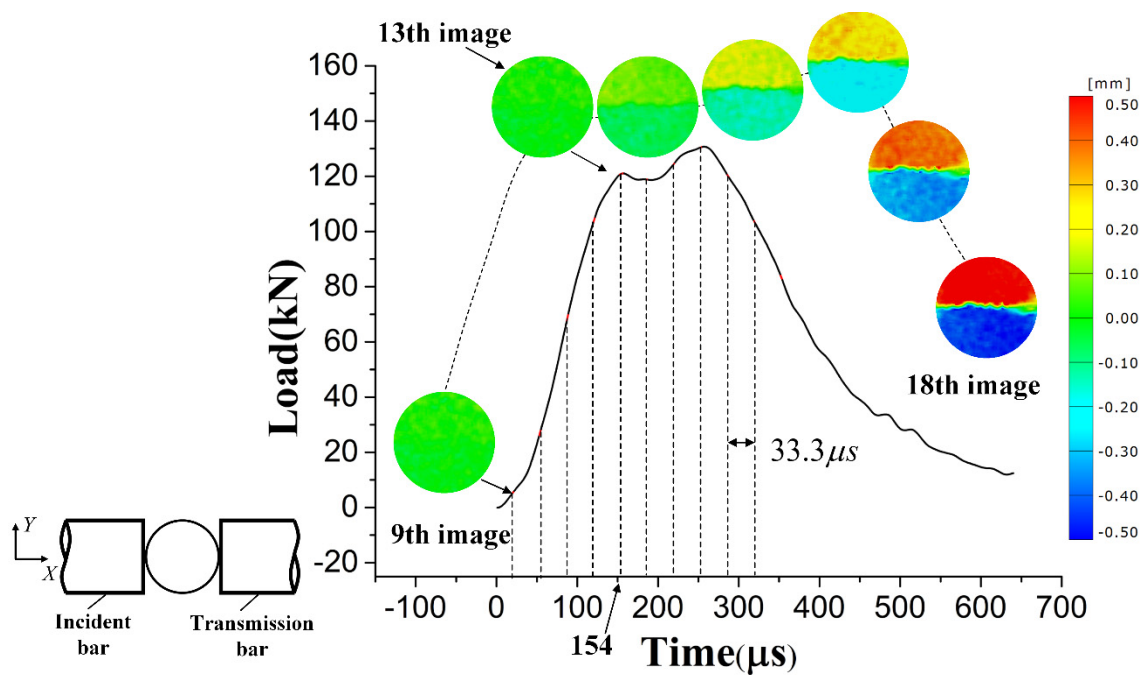 13th image
160
140
120
100
80
60
40
20
0
-20
Load(kN)
[mm]
0.50
0.40
0.30
0.20
0.10
0.00
-0.10
-0.20
-0.30
-0.40
-0.50
18th image
33.3μs
9th image
Y
X
Incident
bar
Transmission
bar
-100
0
100
200
300
400
500
600
700
154
Time(μs)